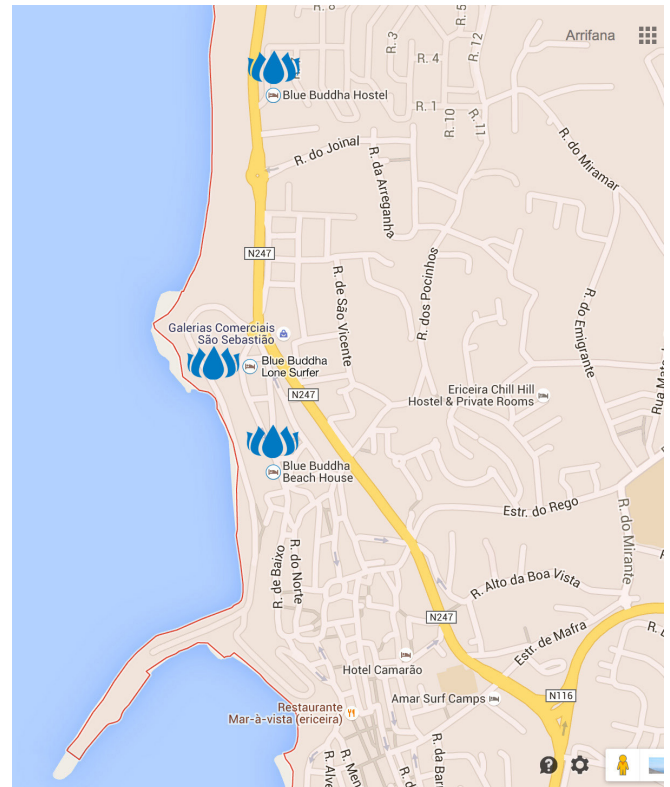 Arrifana
R. 3
R. 5
R. 12
R. 4
Blue Buddha Hostel
R. 1
R. 10
R. 11
R. do Joinal
R. da Arreganha
R. do Miramar
N247
R. de São Vicente
R. dos Pocinhos
R. do Emigrante
Galerias Comerciais
São Sebastião
Blue Buddha
Lone Surfer
N247
Ericeira Chill Hill
Hostel & Private Rooms
Blue Buddha
Beach House
Estr. do Rego
R. do Mirante
R. de Baixo
R. do Norte
R. Alto da Boa Vista
N247
Estr. de Mafra
Hotel Camarão
Amar Surf Camps
N116
Restaurante
Mar-à-vista (ericeira)